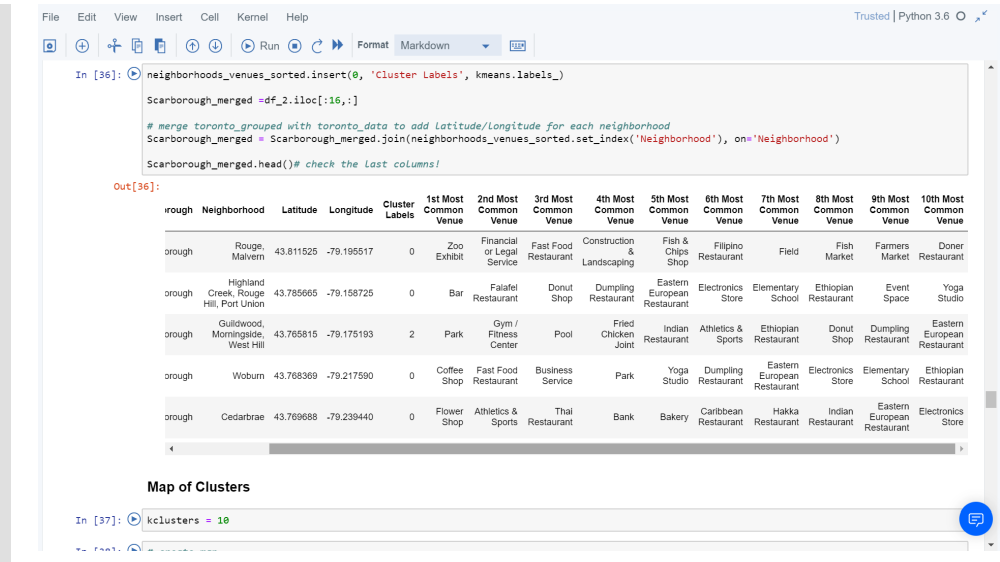 File Edit View Insert Cell Kernel Help
Trusted | Python 3.6
Run Format Markdown
In [36]: neighborhoods_venues_sorted.insert(0, 'Cluster Labels', kmeans.labels_)
Scarborough_merged =df_2.iloc[:16,:]
# merge toronto_grouped with toronto_data to add latitude/longitude for each neighborhood
Scarborough_merged = Scarborough_merged.join(neighborhoods_venues_sorted.set_index('Neighborhood'), on='Neighborhood')
Scarborough_merged.head()# check the last columns!
Out[36]:
orough Neighborhood Latitude Longitude Cluster Labels 1st Most Common Venue 2nd Most Common Venue 3rd Most Common Venue 4th Most Common Venue 5th Most Common Venue 6th Most Common Venue 7th Most Common Venue 8th Most Common Venue 9th Most Common Venue 10th Most Common Venue
orough Rouge, Malvern 43.811525 -79.195517 0 Zoo Exhibit Financial or Legal Service Fast Food Restaurant Construction & Landscaping Fish & Chips Shop Filipino Restaurant Field Fish Market Farmers Market Doner Restaurant
orough Highland Creek, Rouge Hill, Port Union 43.785665 -79.158725 0 Bar Falafel Restaurant Donut Shop Dumpling Restaurant Eastern European Restaurant Electronics Store Elementary School Ethiopian Restaurant Event Space Yoga Studio
orough Guildwood, Morningside, West Hill 43.765815 -79.175193 2 Park Gym / Fitness Center Pool Fried Chicken Joint Indian Restaurant Athletics & Sports Ethiopian Restaurant Donut Shop Dumpling Restaurant Eastern European Restaurant
orough Woburn 43.768369 -79.217590 0 Coffee Shop Fast Food Restaurant Business Service Park Yoga Studio Dumpling Restaurant Eastern European Restaurant Electronics Store Elementary School Ethiopian Restaurant
orough Cedarbrae 43.769688 -79.239440 0 Flower Shop Athletics & Sports Thai Restaurant Bank Bakery Caribbean Restaurant Hakka Restaurant Indian Restaurant Eastern European Restaurant Electronics Store
Map of Clusters
In [37]: kclusters = 10